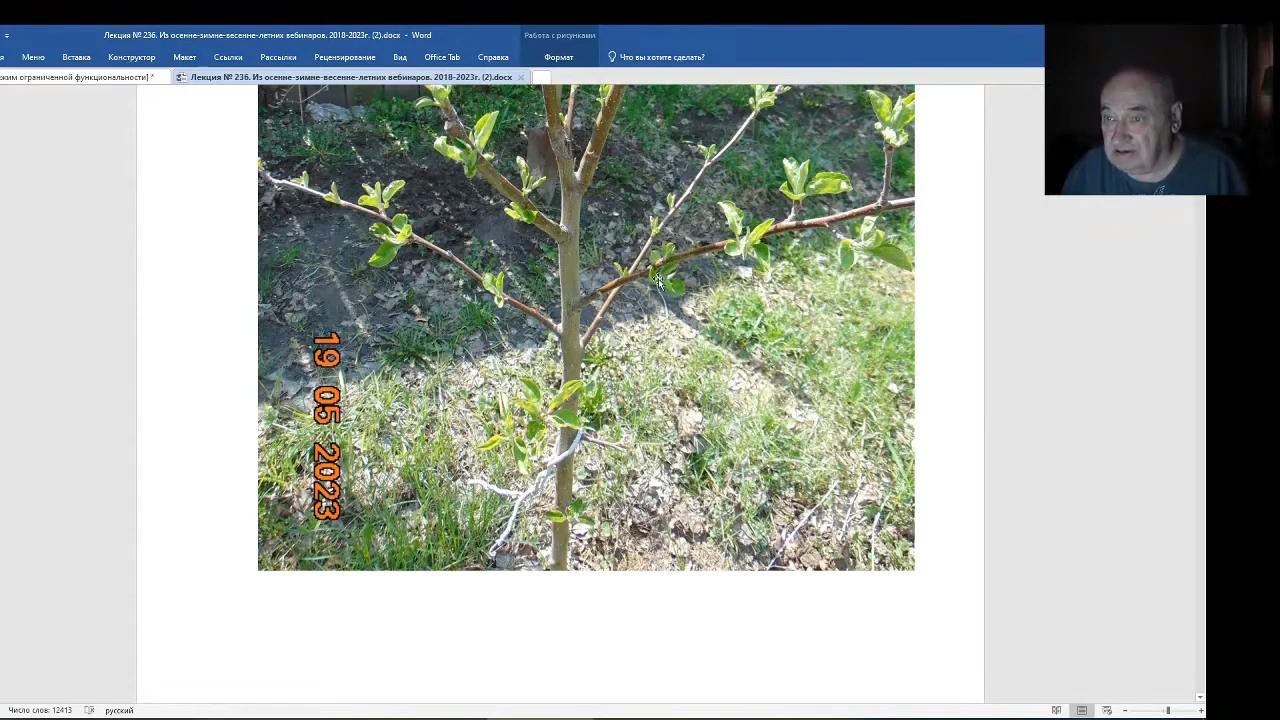 Лекция № 236. Из осенне-зимне-весенне-летних вебинаров. 2018-2023г. (2).docx - Word
Работа с рисунками
Меню Вставка Конструктор Макет Ссылки Рассылки Рецензирование Вид Office Tab Справка Формат Что вы хотите сделать?
ограниченной функциональности] * Лекция № 236. Из осенне-зимне-весенне-летних вебинаров. 2018-2023г. (2).docx
19 05 2023
Число слов: 12413 русский